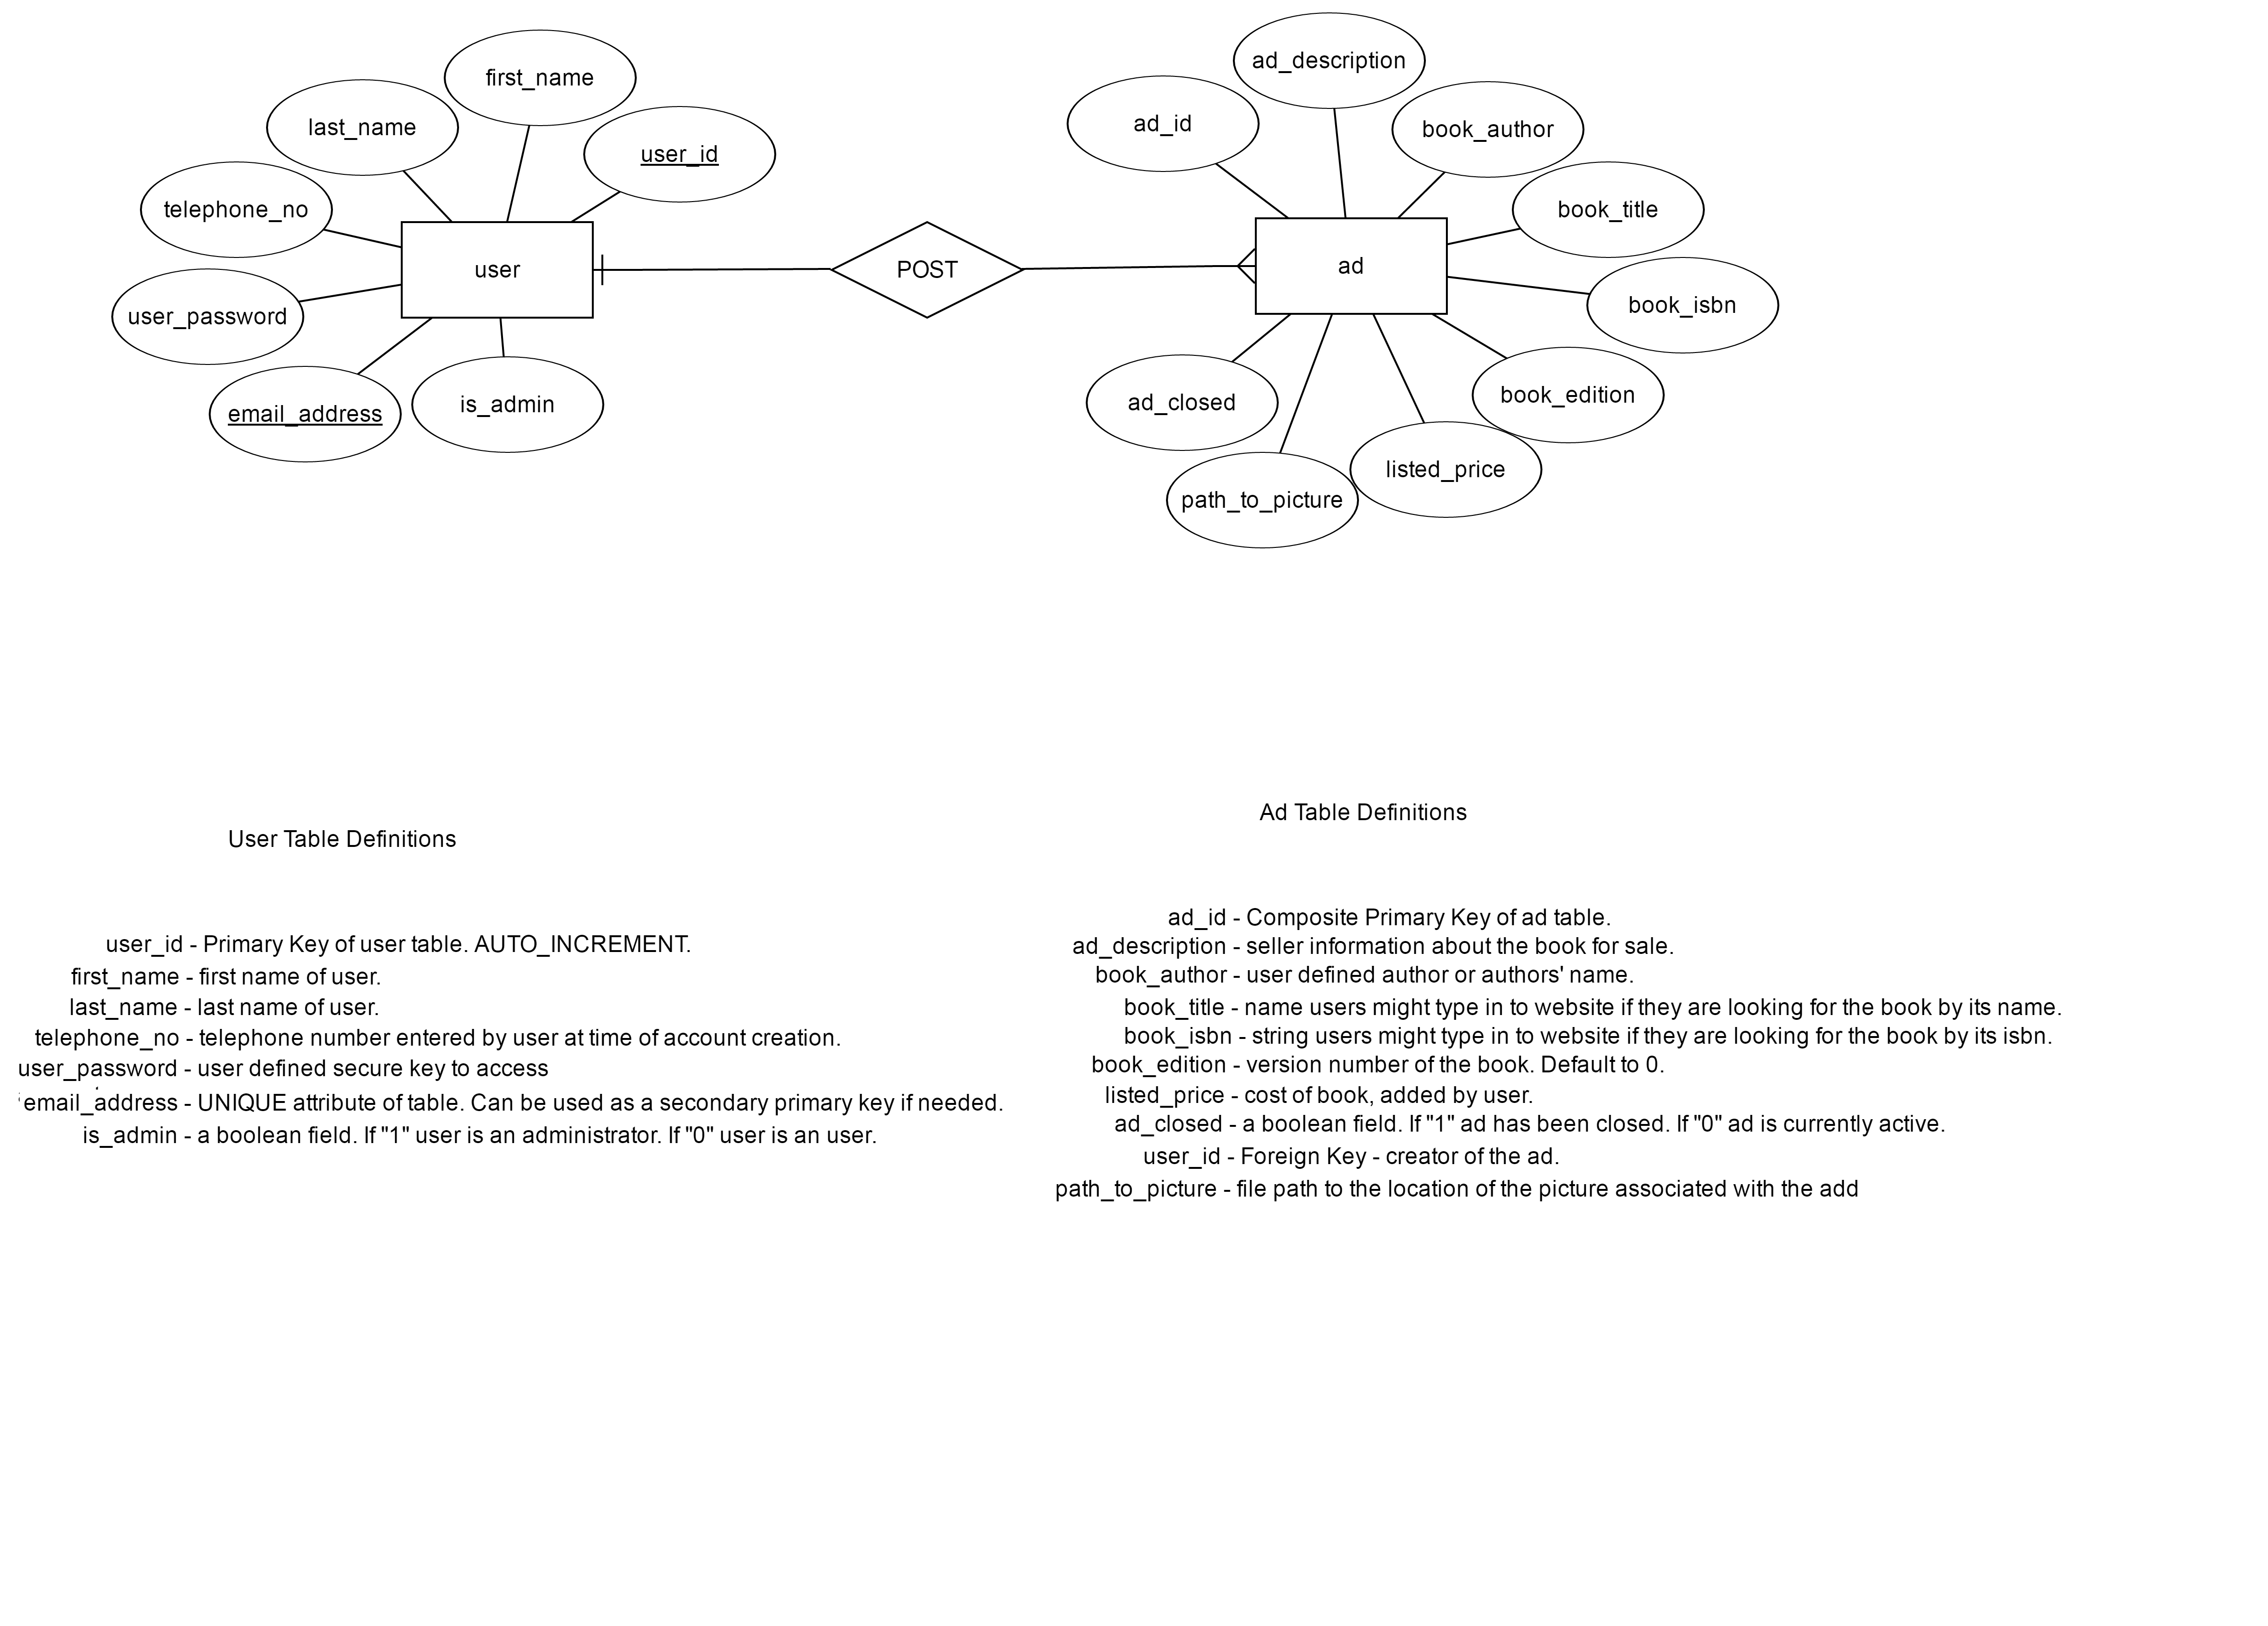 first_name
last_name
user_id
telephone_no
user_password
email_address
is_admin
user
POST
ad_description
ad_id
book_author
book_title
book_isbn
ad
book_edition
ad_closed
listed_price
path_to_picture
User Table Definitions
user_id - Primary Key of user table. AUTO_INCREMENT.
first_name - first name of user.
last_name - last name of user.
telephone_no - telephone number entered by user at time of account creation.
user_password - user defined secure key to access
email_address - UNIQUE attribute of table. Can be used as a secondary primary key if needed.
is_admin - a boolean field. If "1" user is an administrator. If "0" user is an user.
Ad Table Definitions
ad_id - Composite Primary Key of ad table.
ad_description - seller information about the book for sale.
book_author - user defined author or authors' name.
book_title - name users might type in to website if they are looking for the book by its name.
book_isbn - string users might type in to website if they are looking for the book by its isbn.
book_edition - version number of the book. Default to 0.
listed_price - cost of book, added by user.
ad_closed - a boolean field. If "1" ad has been closed. If "0" ad is currently active.
user_id - Foreign Key - creator of the ad.
path_to_picture - file path to the location of the picture associated with the add